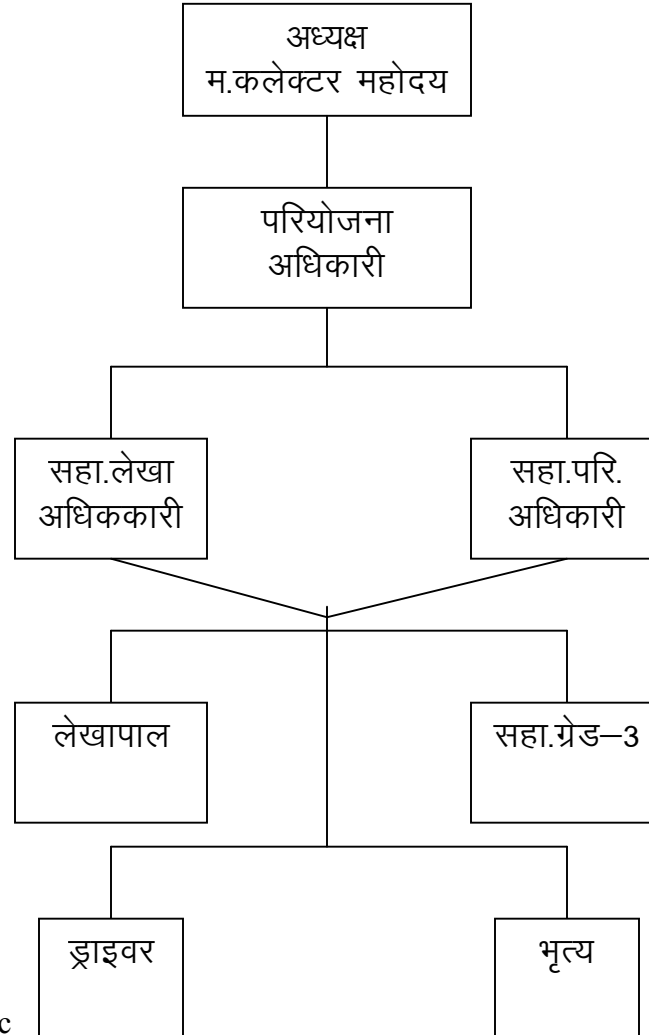 अध्यक्ष
म.कलेक्टर महोदय
परियोजना
अधिकारी
सहा.लेखा
अधिककारी
सहा.परि.
अधिकारी
लेखापाल
सहा.ग्रेड–3
ड्राइवर
भृत्य
c